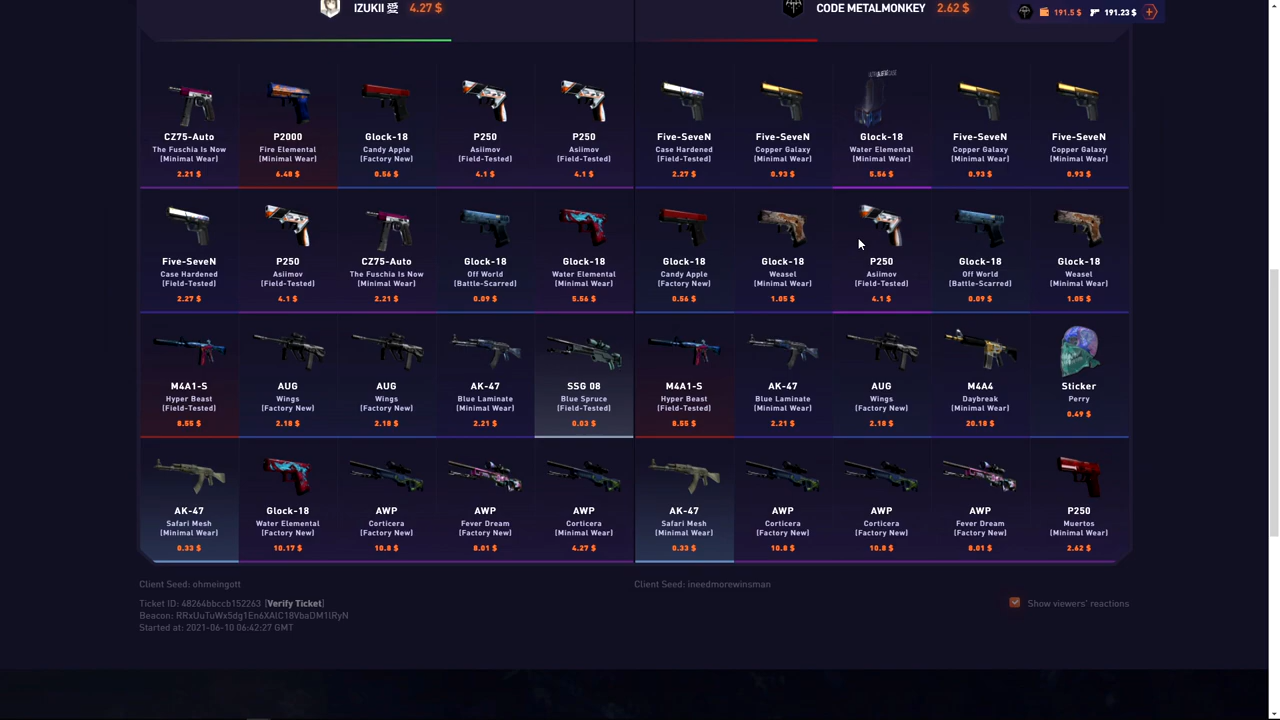 IZUKII 愛 4.27 $
CODE METALMONKEY 2.62 $
191.5 $ 191.23 $
CZ75-Auto P2000 Glock-18 P250 P250 Five-SeveN Five-SeveN Glock-18 Five-SeveN Five-SeveN
The Fuschia Is Now Fire Elemental Candy Apple Asiimov Asiimov Case Hardened Copper Galaxy Water Elemental Copper Galaxy Copper Galaxy
[Minimal Wear] [Minimal Wear] [Factory New] [Field-Tested] [Field-Tested] [Field-Tested] [Minimal Wear] [Minimal Wear] [Minimal Wear] [Minimal Wear]
2.21 $ 6.48 $ 0.56 $ 4.1 $ 4.1 $ 2.27 $ 0.93 $ 5.56 $ 0.93 $ 0.93 $
Five-SeveN P250 CZ75-Auto Glock-18 Glock-18 Glock-18 Glock-18 P250 Glock-18 Glock-18
Case Hardened Asiimov The Fuschia Is Now Off World Water Elemental Candy Apple Weasel Asiimov Off World Weasel
[Field-Tested] [Field-Tested] [Minimal Wear] [Battle-Scarred] [Minimal Wear] [Factory New] [Minimal Wear] [Field-Tested] [Battle-Scarred] [Minimal Wear]
2.27 $ 4.1 $ 2.21 $ 0.09 $ 5.56 $ 0.56 $ 1.05 $ 4.1 $ 0.09 $ 1.05 $
M4A1-S AUG AUG AK-47 SSG 08 M4A1-S AK-47 AUG M4A4 Sticker
Hyper Beast Wings Wings Blue Laminate Blue Spruce Hyper Beast Blue Laminate Wings Daybreak Perry
[Field-Tested] [Factory New] [Factory New] [Minimal Wear] [Field-Tested] [Field-Tested] [Minimal Wear] [Factory New] [Minimal Wear] 0.49 $
8.55 $ 2.18 $ 2.18 $ 2.21 $ 0.03 $ 8.55 $ 2.21 $ 2.18 $ 20.18 $
AK-47 Glock-18 AWP AWP AWP AK-47 AWP AWP AWP P250
Safari Mesh Water Elemental Corticera Fever Dream Corticera Safari Mesh Corticera Corticera Fever Dream Muertos
[Minimal Wear] [Factory New] [Factory New] [Factory New] [Minimal Wear] [Minimal Wear] [Factory New] [Factory New] [Factory New] [Minimal Wear]
0.33 $ 10.17 $ 10.8 $ 8.01 $ 4.27 $ 0.33 $ 10.8 $ 10.8 $ 8.01 $ 2.62 $
Client Seed: ohmeingott Client Seed: ineedmorewinsman
Ticket ID: 48264bbccb152263 [Verify Ticket] Show viewers' reactions
Beacon: RRxUuTuWx5dg1En6XAlC18VbaDM1lRyN
Started at: 2021-06-10 06:42:27 GMT